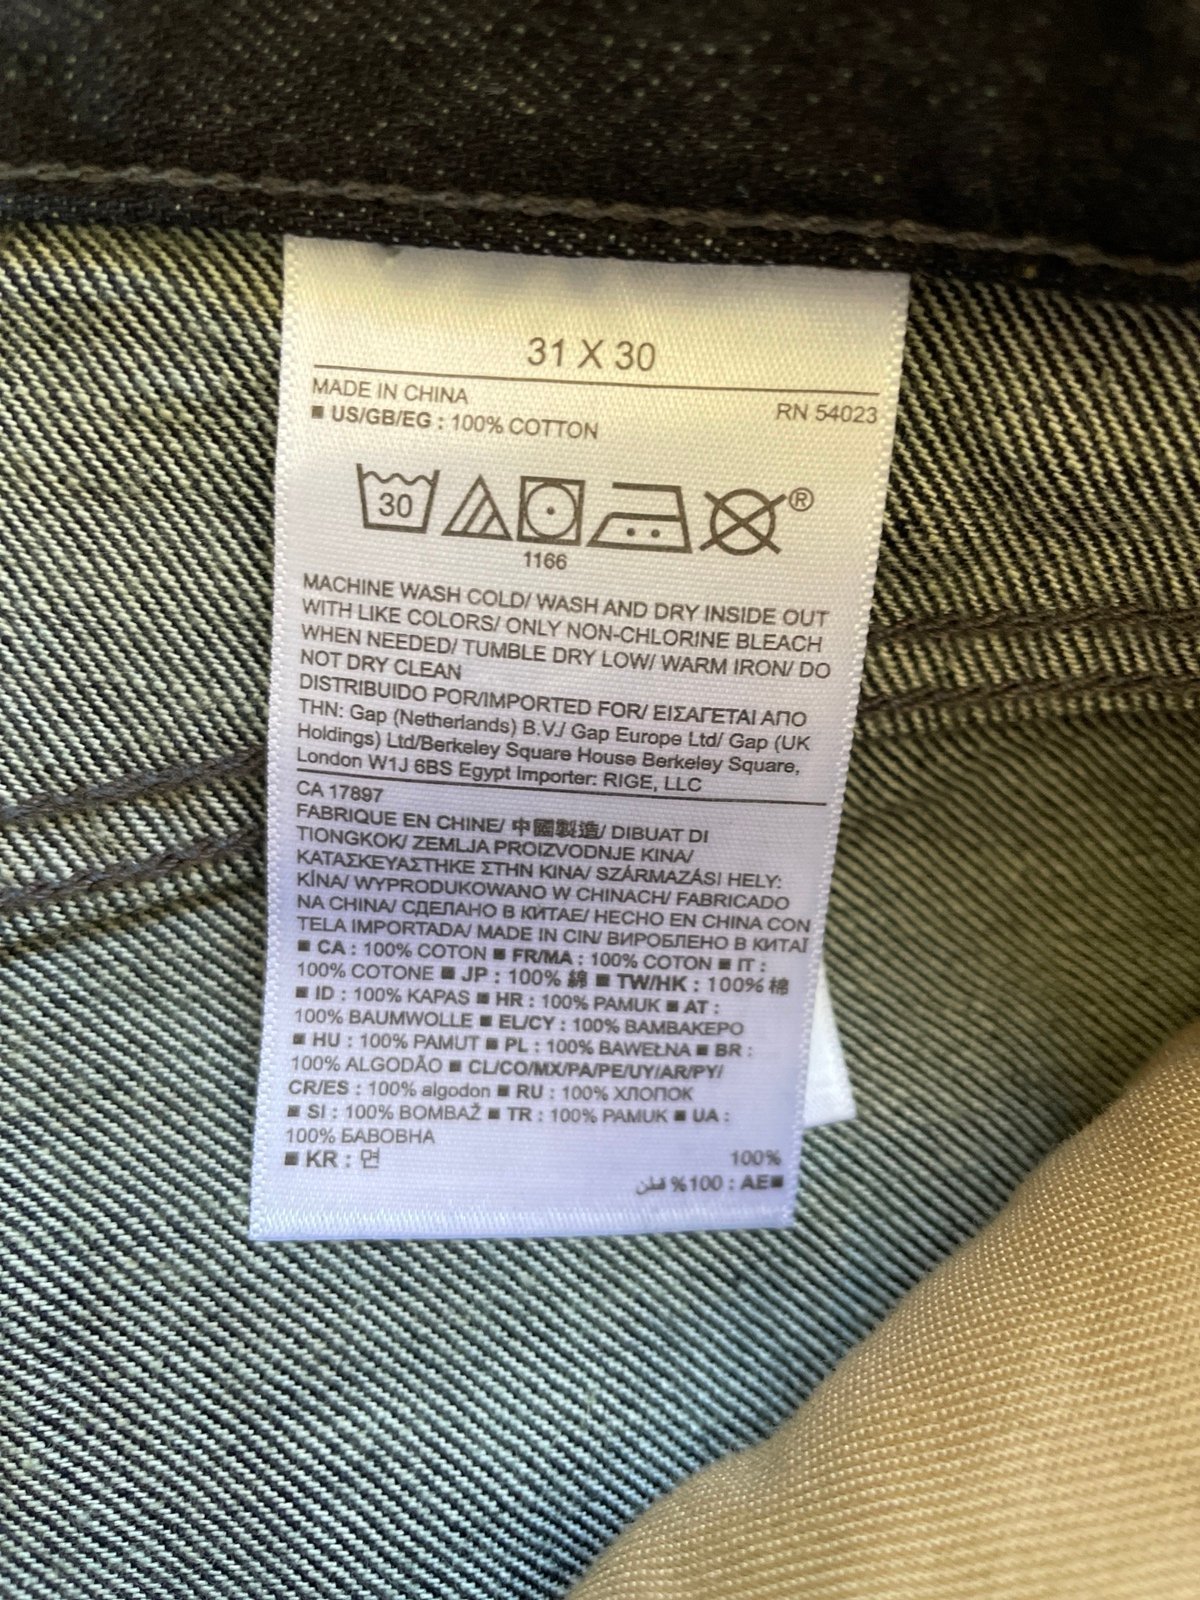 31 X 30
MADE IN CHINA
RN 54023
■ US/GB/EG : 100% COTTON
30
®
1166
MACHINE WASH COLD/ WASH AND DRY INSIDE OUT
WITH LIKE COLORS/ ONLY NON-CHLORINE BLEACH
WHEN NEEDED/ TUMBLE DRY LOW/ WARM IRON/ DO
NOT DRY CLEAN
DISTRIBUIDO POR/IMPORTED FOR/ ΕΙΣΑΓΕΤΑΙ ΑΠΟ
THN: Gap (Netherlands) B.V./ Gap Europe Ltd/ Gap (UK
Holdings) Ltd/Berkeley Square House Berkeley Square,
London W1J 6BS Egypt Importer: RIGE, LLC
CA 17897
FABRIQUE EN CHINE/ 中國製造/ DIBUAT DI
TIONGKOK/ ZEMLJA PROIZVODNJE KINA/
ΚΑΤΑΣΚΕΥΑΣΤΗΚΕ ΣΤΗΝ ΚΙΝΑ/ SZÁRMAZÁSI HELY:
KÍNA/ WYPRODUKOWANO W CHINACH/ FABRICADO
NA CHINA/ СДЕЛАНО В КИТАЕ/ HECHO EN CHINA CON
TELA IMPORTADA/ MADE IN CIN/ ВИРОБЛЕНО В КИТАЇ
■ CA : 100% COTON ■ FR/MA : 100% COTON ■ IT :
100% COTONE ■ JP : 100% 綿 ■ TW/HK : 100% 棉
■ ID : 100% KAPAS ■ HR : 100% PAMUK ■ AT :
100% BAUMWOLLE ■ EL/CY : 100% ΒΑΜΒΑΚΕΡΟ
■ HU : 100% PAMUT ■ PL : 100% BAWEŁNA ■ BR :
100% ALGODÃO ■ CL/CO/MX/PA/PE/UY/AR/PY/
CR/ES : 100% algodon ■ RU : 100% ХЛОПОК
■ SI : 100% BOMBAŽ ■ TR : 100% PAMUK ■ UA :
100% БАВОВНА
■ KR : 면 100%
■AE : 100% قطن